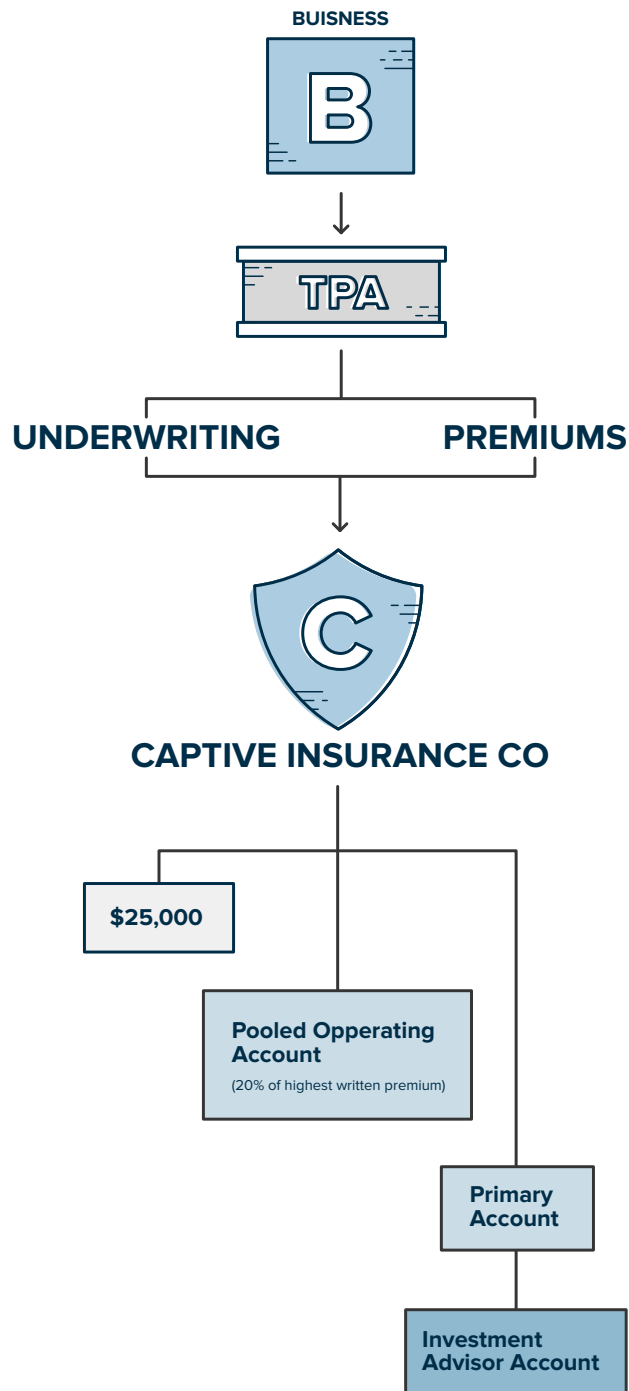 BUISNESS
B
TPA
UNDERWRITING
PREMIUMS
C
CAPTIVE INSURANCE CO
$25,000
Pooled Opperating
Account
(20% of highest written premium)
Primary
Account
Investment
Advisor Account